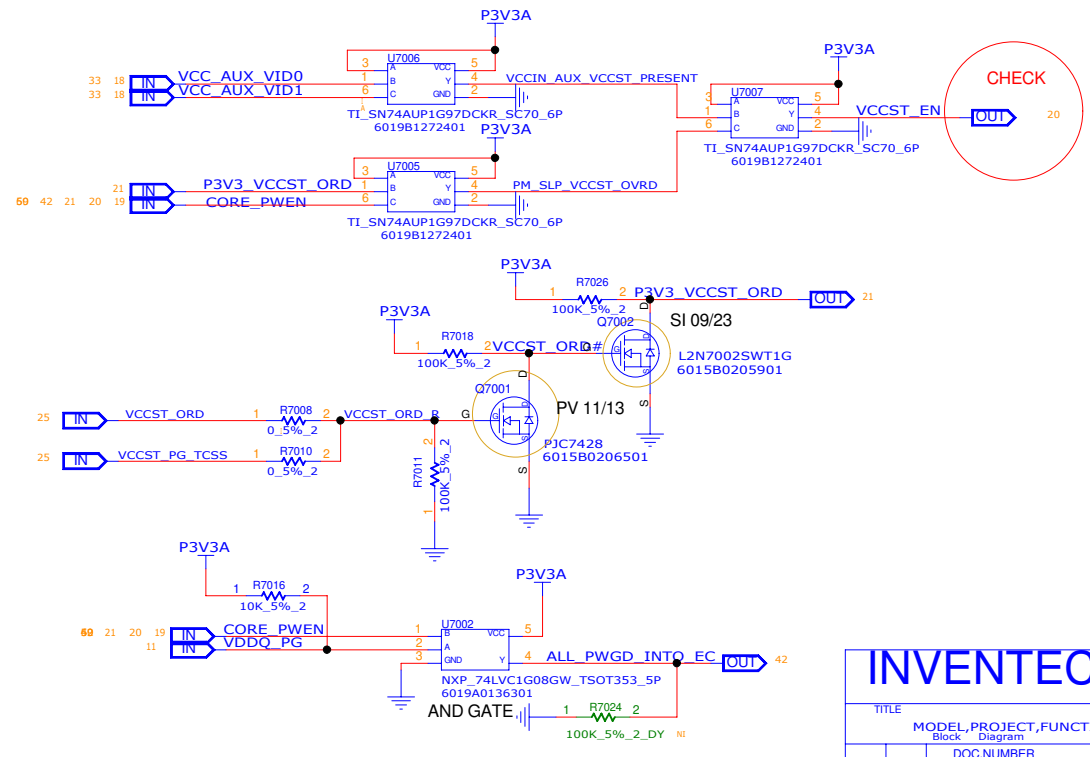 P3V3A
U7006
3 A VCC 5
33 18 IN VCC_AUX_VID0 1 B Y 4 VCCIN_AUX_VCCST_PRESENT
33 18 IN VCC_AUX_VID1 6 C GND 2
TI_SN74AUP1G97DCKR_SC70_6P
6019B1272401
P3V3A
U7007
3 A VCC 5
1 B Y 4 VCCST_EN
6 C GND 2
TI_SN74AUP1G97DCKR_SC70_6P
6019B1272401
CHECK
OUT 20
P3V3A
U7005
3 A VCC 5
21 IN P3V3_VCCST_ORD 1 B Y 4 PM_SLP_VCCST_OVRD
42 21 20 19 IN CORE_PWEN 6 C GND 2
TI_SN74AUP1G97DCKR_SC70_6P
6019B1272401
P3V3A
R7026
1 2 P3V3_VCCST_ORD OUT 21
100K_5%_2
Q7002
D
SI 09/23
G
S
L2N7002SWT1G
6015B0205901
P3V3A
R7018
1 2 VCCST_ORD#
100K_5%_2
Q7001
D
PV 11/13
25 IN VCCST_ORD 1 R7008 2 VCCST_ORD_R G
0_5%_2
PJC7428
6015B0206501
25 IN VCCST_PG_TCSS 1 R7010 2
0_5%_2
S
2
R7011
100K_5%_2
1
P3V3A
R7016
1 2
10K_5%_2
P3V3A
U7002
21 20 19 IN CORE_PWEN 1 B VCC 5
11 IN VDDQ_PG 2 A
3 GND Y 4 ALL_PWGD_INTO_EC OUT 42
NXP_74LVC1G08GW_TSOT353_5P
6019A0136301
AND GATE
1 R7024 2
100K_5%_2_DY NI
INVENTEC
TITLE
MODEL,PROJECT,FUNCT
Block Diagram
DOC.NUMBER